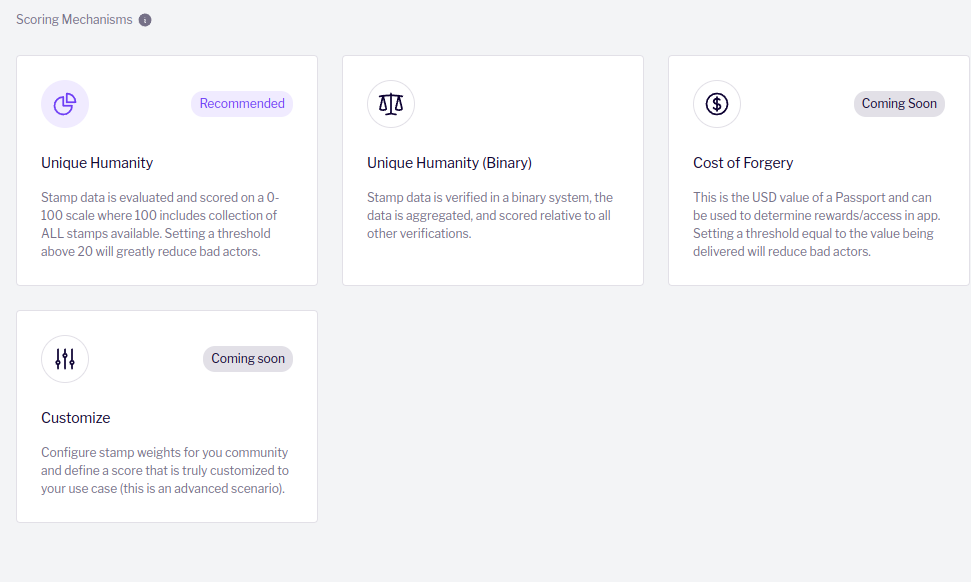 Scoring Mechanisms
Recommended
Unique Humanity
Stamp data is evaluated and scored on a 0-
100 scale where 100 includes collection of
ALL stamps available. Setting a threshold
above 20 will greatly reduce bad actors.
Unique Humanity (Binary)
Stamp data is verified in a binary system, the
data is aggregated, and scored relative to all
other verifications.
Coming Soon
Cost of Forgery
This is the USD value of a Passport and can
be used to determine rewards/access in app.
Setting a threshold equal to the value being
delivered will reduce bad actors.
Coming soon
Customize
Configure stamp weights for you community
and define a score that is truly customized to
your use case (this is an advanced scenario).